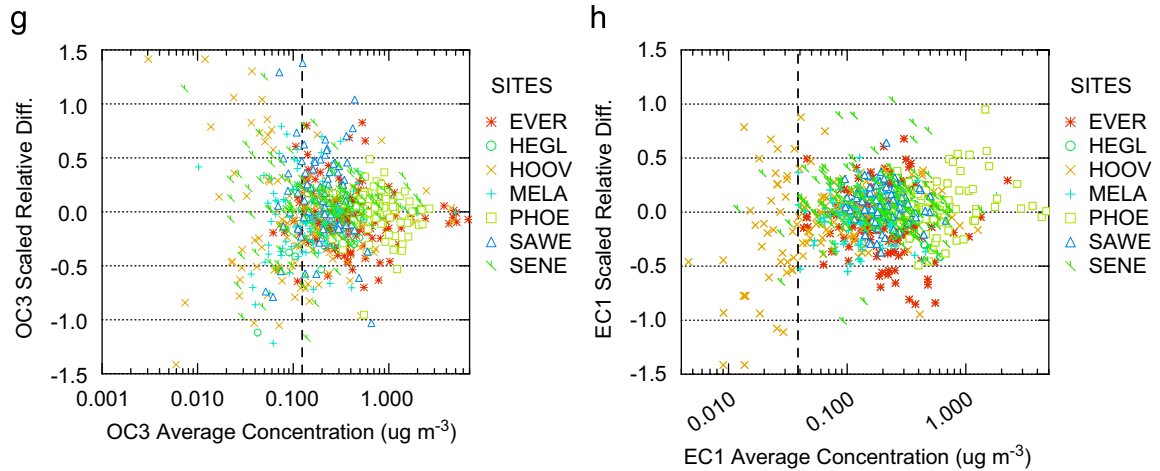 g
OC3 Scaled Relative Diff.
1.5
1.0
0.5
0.0
-0.5
-1.0
-1.5
0.001 0.010 0.100 1.000
OC3 Average Concentration (ug m-3)
SITES
EVER
HEGL
HOOV
MELA
PHOE
SAWE
SENE
h
EC1 Scaled Relative Diff.
1.5
1.0
0.5
0.0
-0.5
-1.0
-1.5
0.010 0.100 1.000
EC1 Average Concentration (ug m-3)
SITES
EVER
HEGL
HOOV
MELA
PHOE
SAWE
SENE